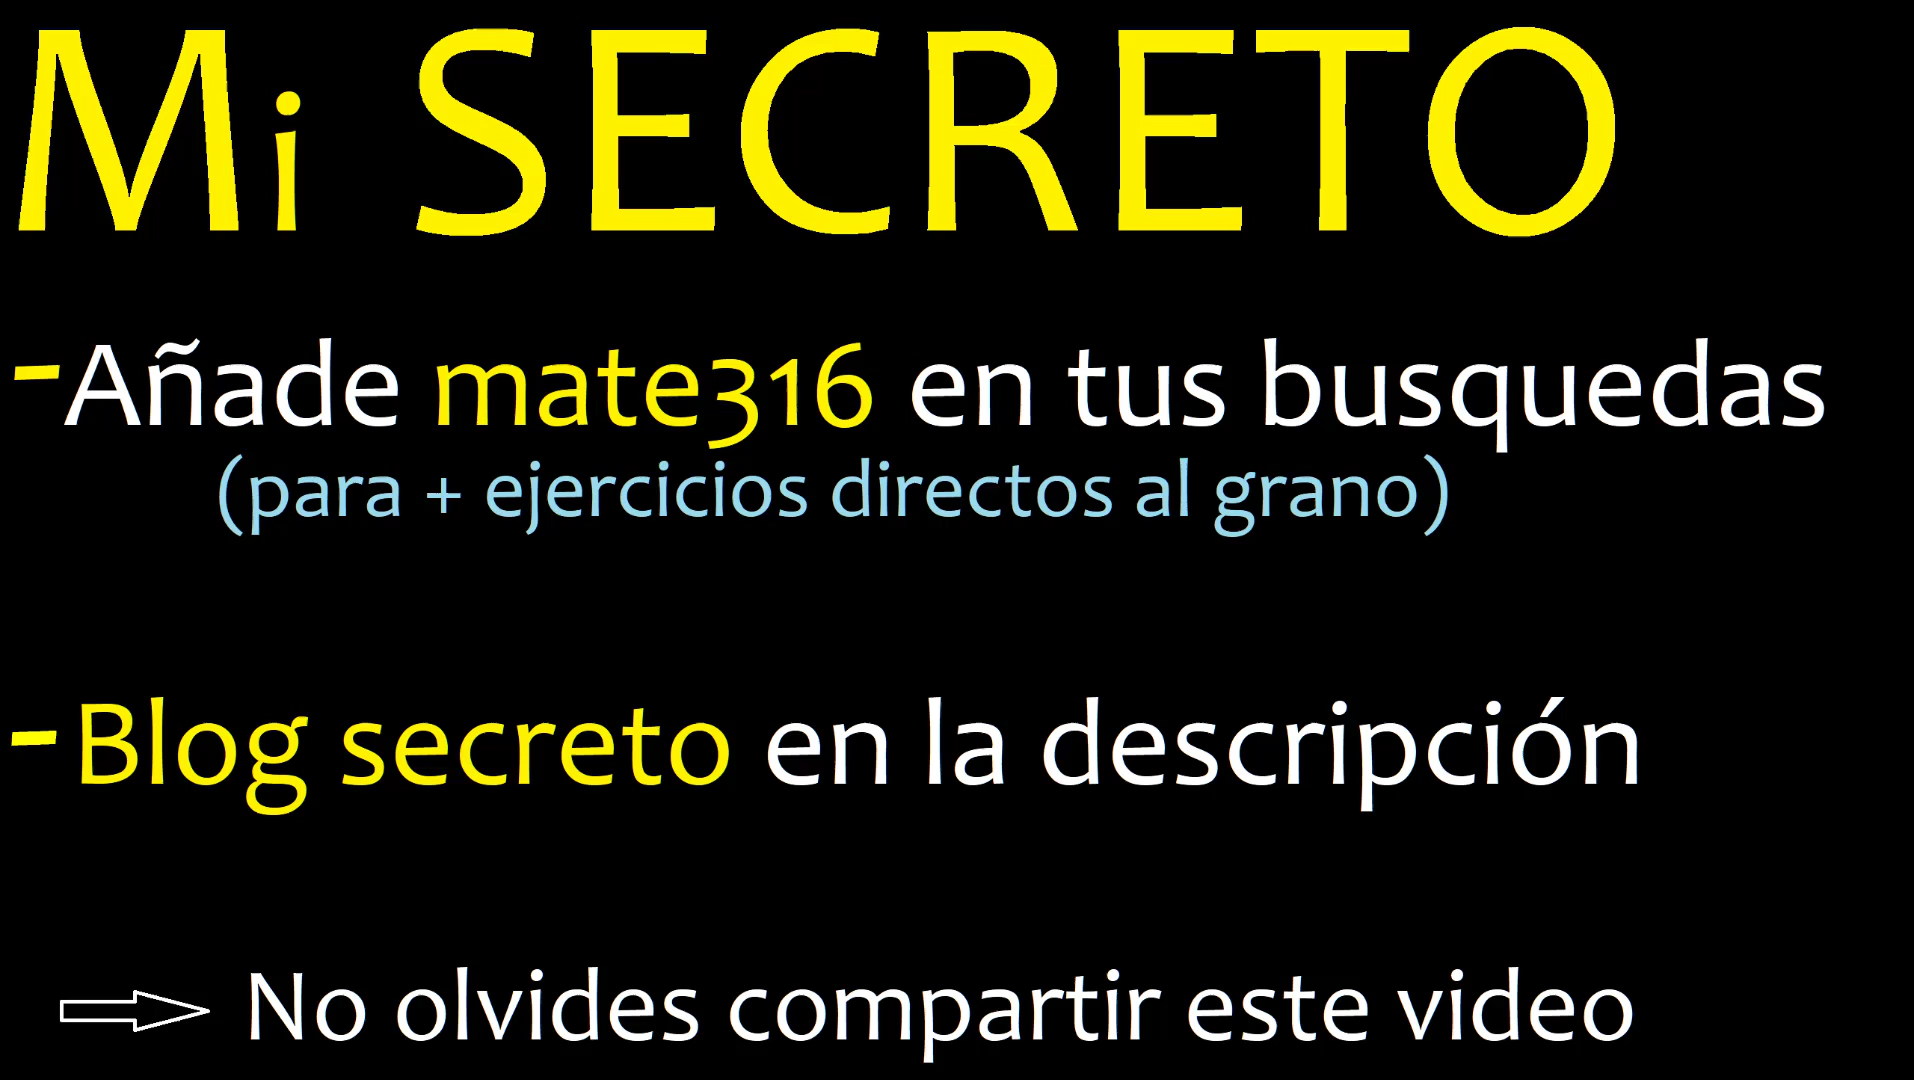 Mi SECRETO
-Añade mate316 en tus busquedas
(para + ejercicios directos al grano)
-Blog secreto en la descripción
No olvides compartir este video